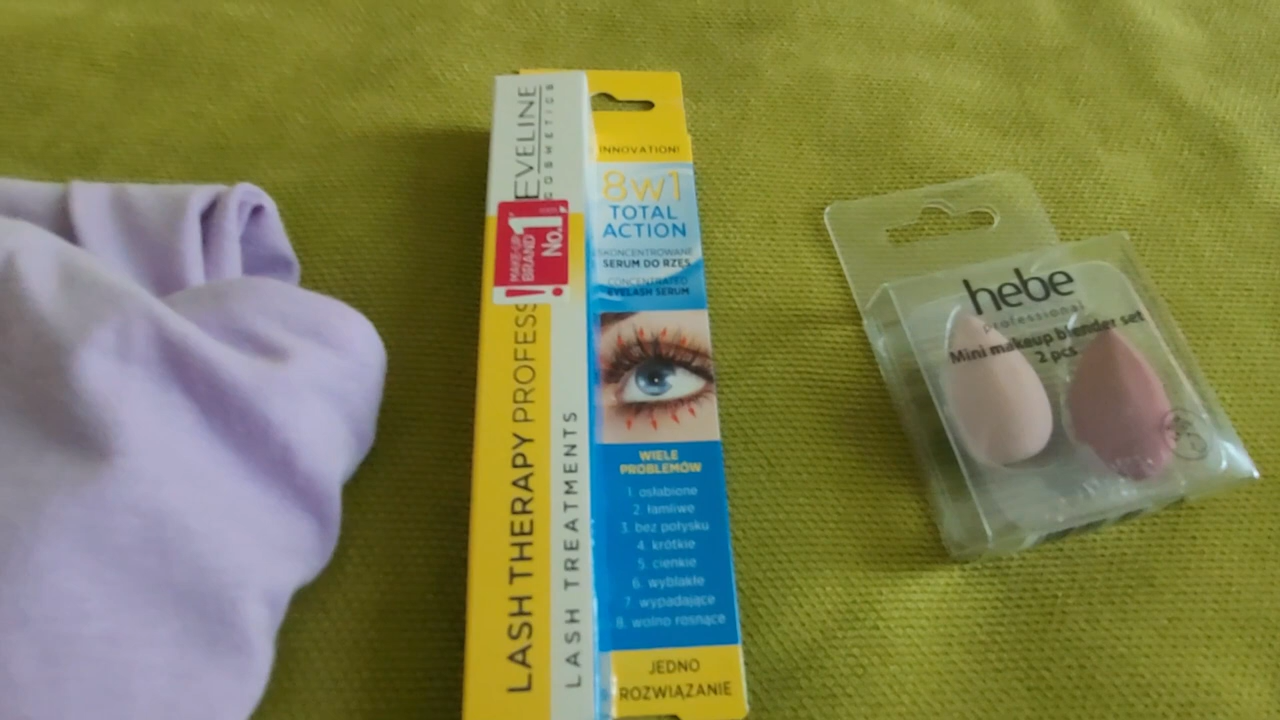 EVELINE
COSMETICS
MAKE-UP
BRAND
No.1
LASH THERAPY PROFESS
LASH TREATMENTS
INNOVATION!
8w1
TOTAL
ACTION
SKONCENTROWANE
SERUM DO RZĘS
CONCENTRATED
EYELASH SERUM
WIELE
PROBLEMÓW
1. osłabione
2. łamliwe
3. bez połysku
4. krótkie
5. cienkie
6. wyblakłe
7. wypadające
8. wolno rosnące
JEDNO
ROZWIĄZANIE
hebe
professional
Mini makeup blender set
2 pcs